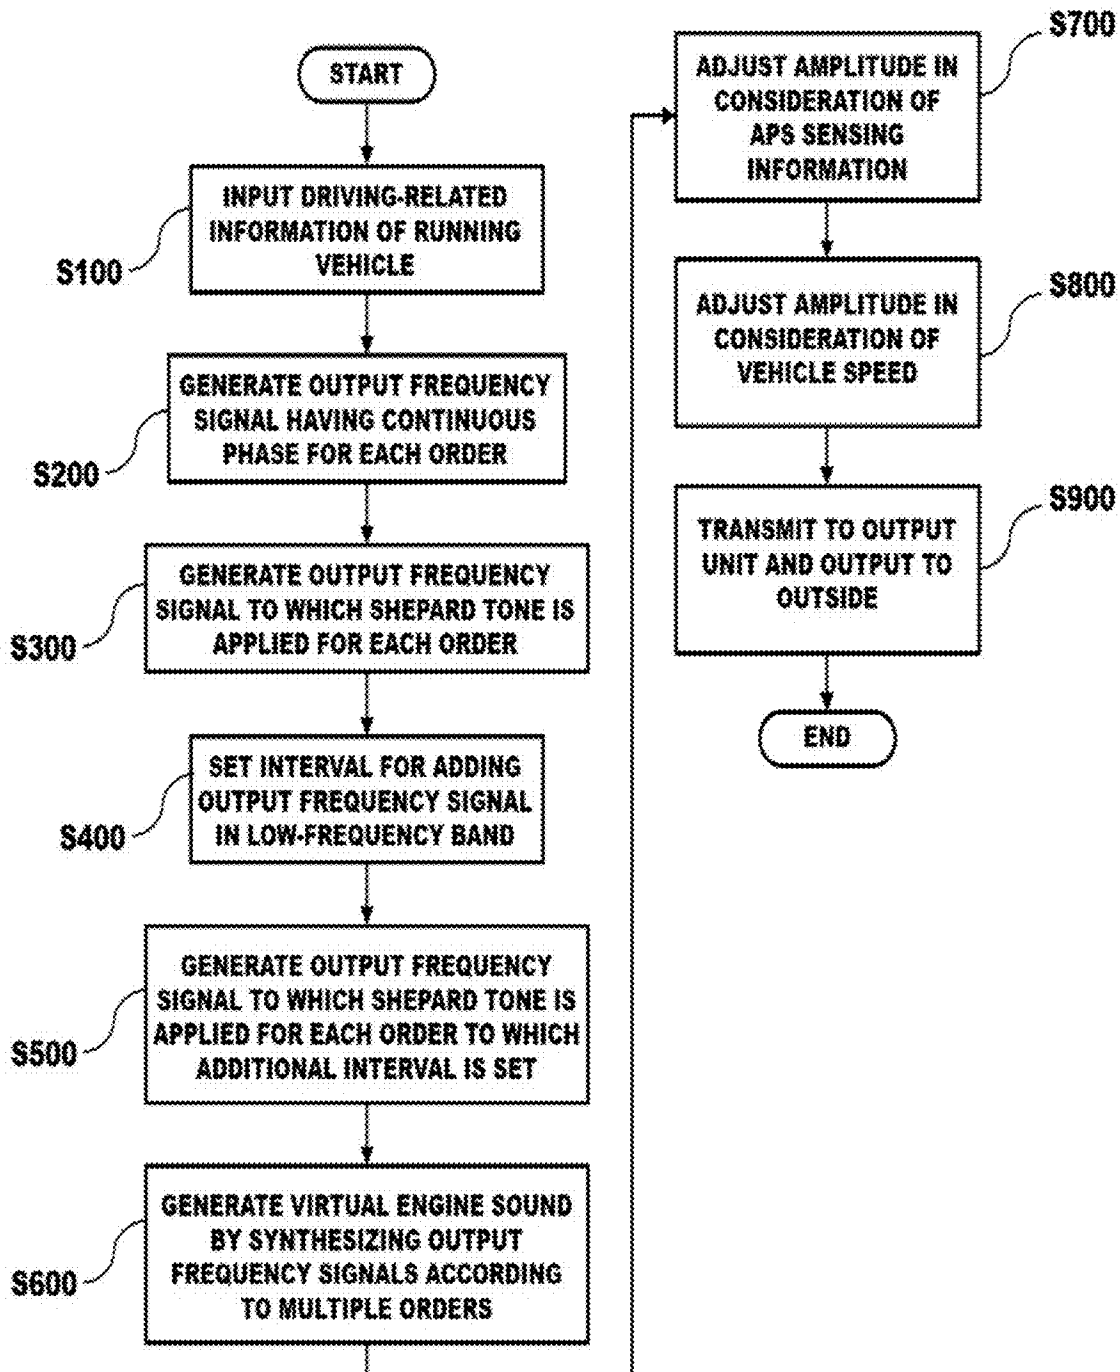 START
INPUT DRIVING-RELATED
INFORMATION OF RUNNING
VEHICLE
S100
GENERATE OUTPUT FREQUENCY
SIGNAL HAVING CONTINUOUS
PHASE FOR EACH ORDER
S200
GENERATE OUTPUT FREQUENCY
SIGNAL TO WHICH SHEPARD TONE IS
APPLIED FOR EACH ORDER
S300
SET INTERVAL FOR ADDING
OUTPUT FREQUENCY SIGNAL
IN LOW-FREQUENCY BAND
S400
GENERATE OUTPUT FREQUENCY
SIGNAL TO WHICH SHEPARD TONE IS
APPLIED FOR EACH ORDER TO WHICH
ADDITIONAL INTERVAL IS SET
S500
GENERATE VIRTUAL ENGINE SOUND
BY SYNTHESIZING OUTPUT
FREQUENCY SIGNALS ACCORDING
TO MULTIPLE ORDERS
S600
S700
ADJUST AMPLITUDE IN
CONSIDERATION OF
APS SENSING
INFORMATION
S800
ADJUST AMPLITUDE IN
CONSIDERATION OF
VEHICLE SPEED
S900
TRANSMIT TO OUTPUT
UNIT AND OUTPUT TO
OUTSIDE
END